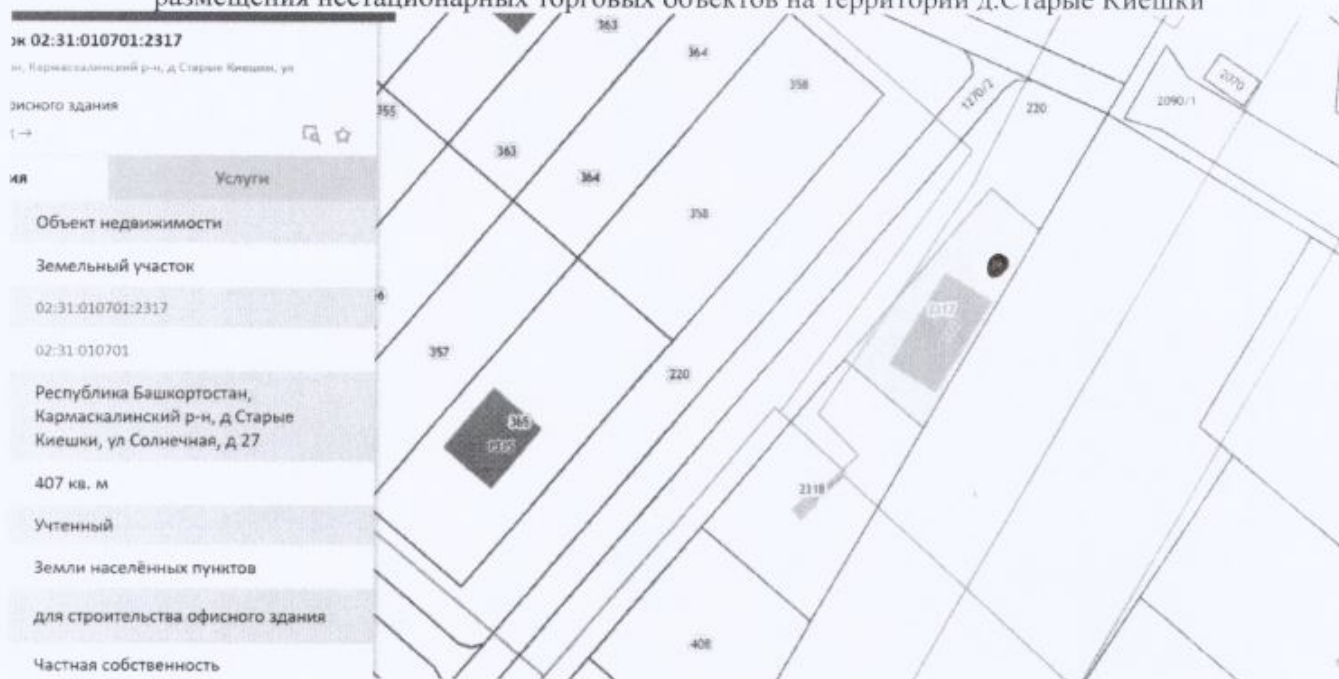 размещения нестационарных торговых объектов на территории д.Старые Киешки
02:31:010701:2317
Кармаскалинский р-н, д Старые Киешки, ул
здания
Услуги
Объект недвижимости
Земельный участок
02:31:010701:2317
02:31:010701
Республика Башкортостан,
Кармаскалинский р-н, д Старые
Киешки, ул Солнечная, д 27
407 кв. м
Учтенный
Земли населённых пунктов
для строительства офисного здания
Частная собственность
363
364
358
355
363
364
358
357
365
220
1270/2
220
2090/1
2070
2318
408